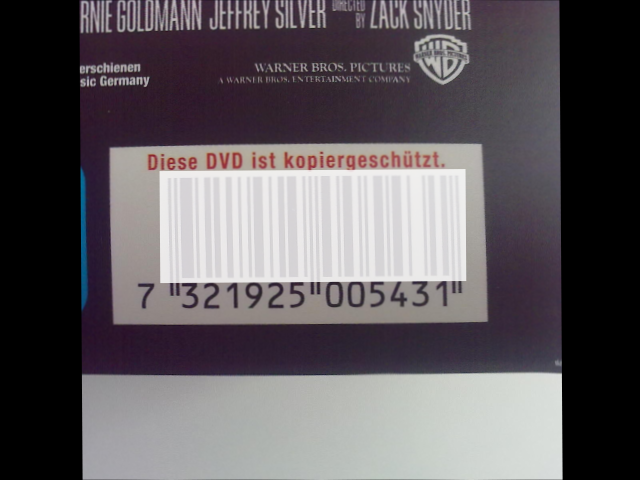 RNIE GOLDMANN JEFFREY SILVER DIRECTED BY ZACK SNYDER
erschienen
sic Germany
WARNER BROS. PICTURES
A WARNER BROS. ENTERTAINMENT COMPANY
WB
Diese DVD ist kopiergeschützt.
7 "321925"005431"